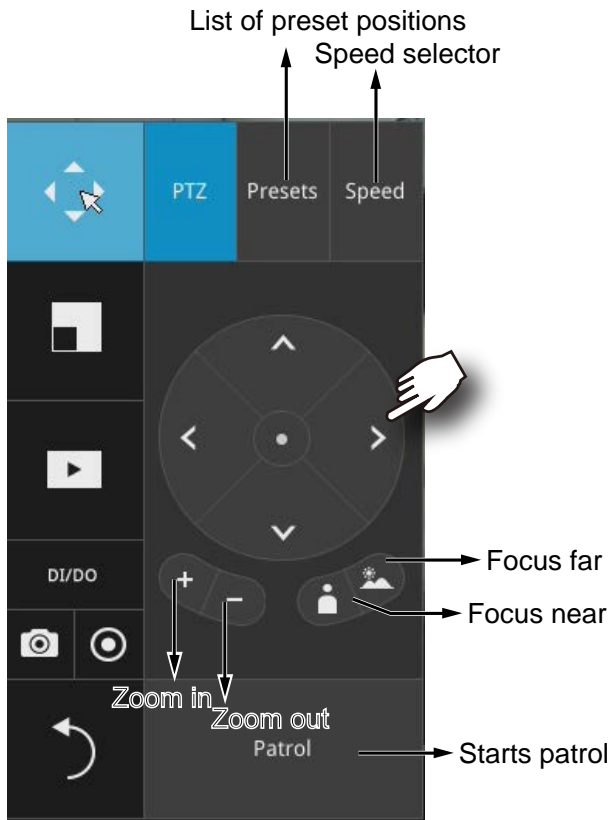 List of preset positions
Speed selector
PTZ
Presets
Speed
DI/DO
Focus far
Focus near
Zoom in
Zoom out
Patrol
Starts patrol